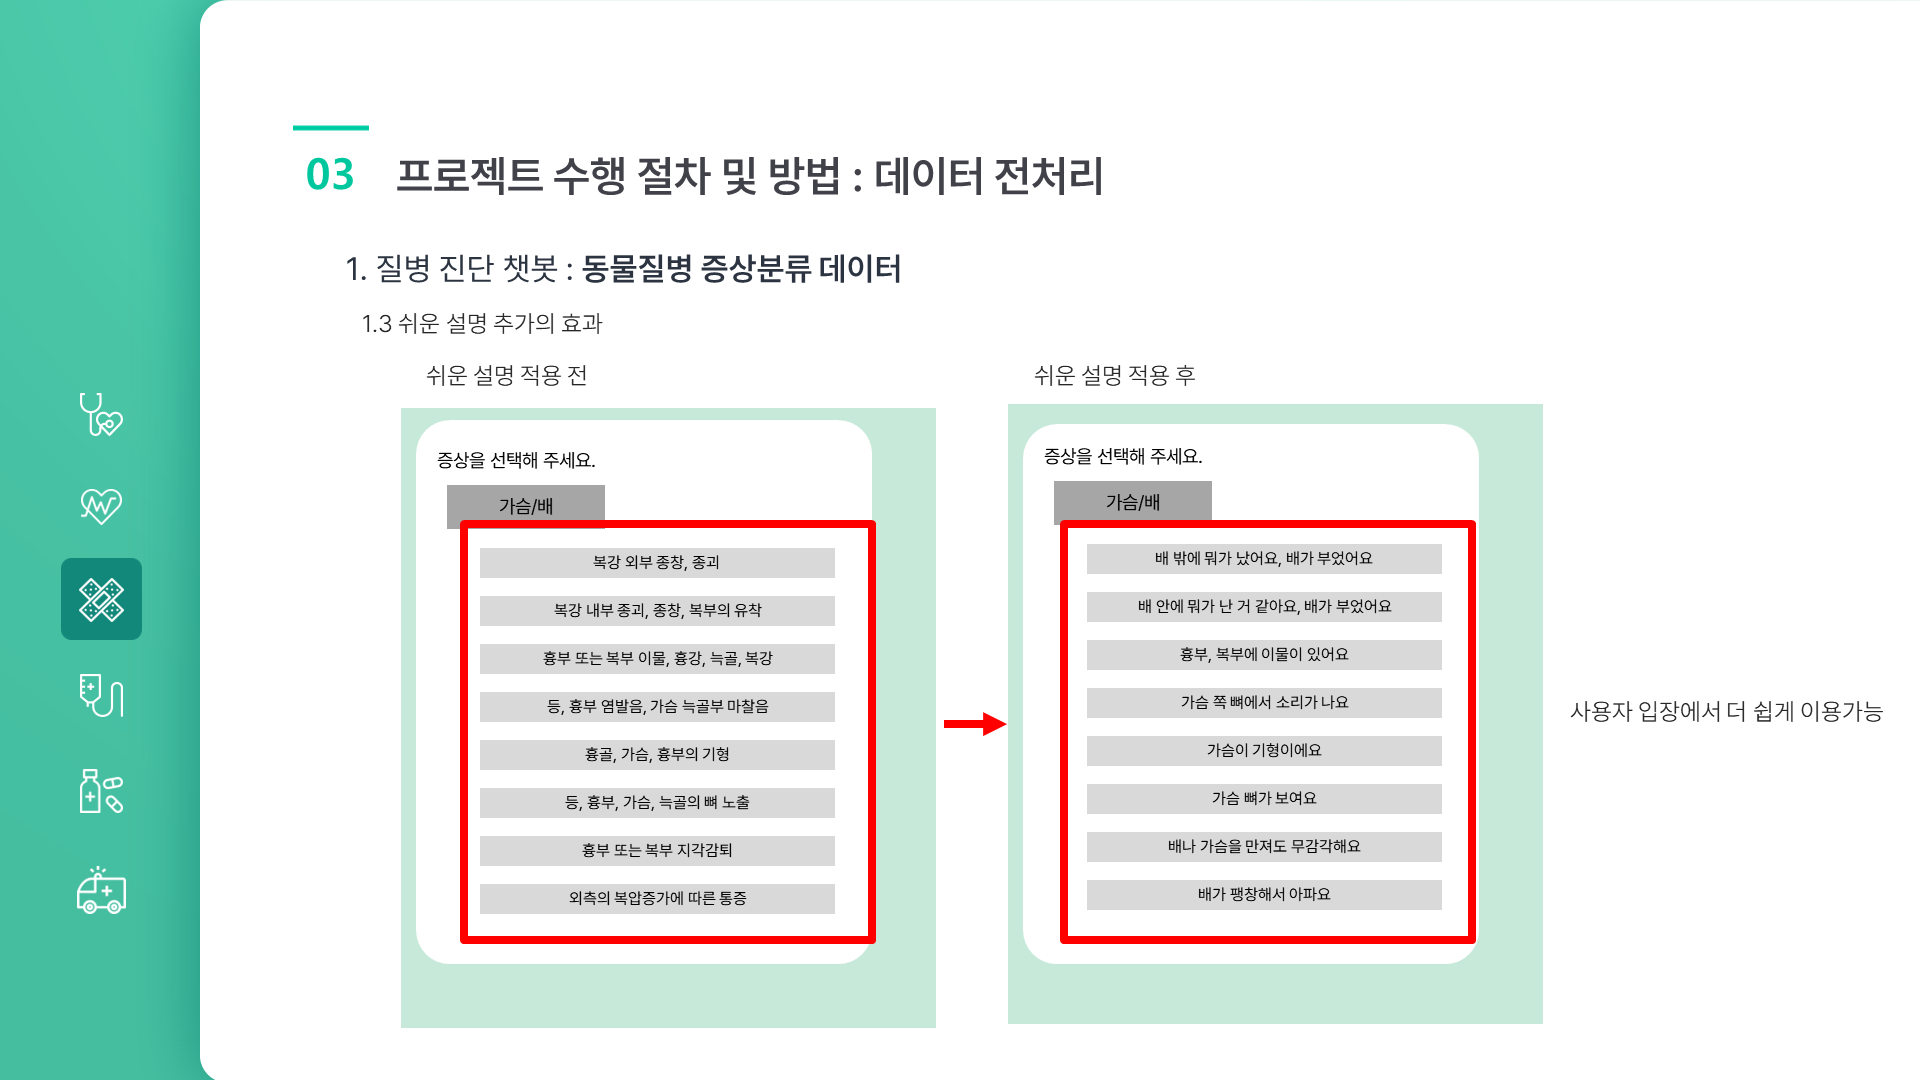 03 프로젝트 수행 절차 및 방법 : 데이터 전처리
1. 질병 진단 챗봇 : 동물질병 증상분류 데이터
1.3 쉬운 설명 추가의 효과
쉬운 설명 적용 전
증상을 선택해 주세요.
가슴/배
복강 외부 종창, 종괴
복강 내부 종괴, 종창, 복부의 유착
흉부 또는 복부 이물, 흉강, 늑골, 복강
등, 흉부 염발음, 가슴 늑골부 마찰음
흉골, 가슴, 흉부의 기형
등, 흉부, 가슴, 늑골의 뼈 노출
흉부 또는 복부 지각감퇴
외측의 복압증가에 따른 통증
쉬운 설명 적용 후
증상을 선택해 주세요.
가슴/배
배 밖에 뭐가 났어요, 배가 부었어요
배 안에 뭐가 난 거 같아요, 배가 부었어요
흉부, 복부에 이물이 있어요
가슴 쪽 뼈에서 소리가 나요
가슴이 기형이에요
가슴 뼈가 보여요
배나 가슴을 만져도 무감각해요
배가 팽창해서 아파요
사용자 입장에서 더 쉽게 이용가능